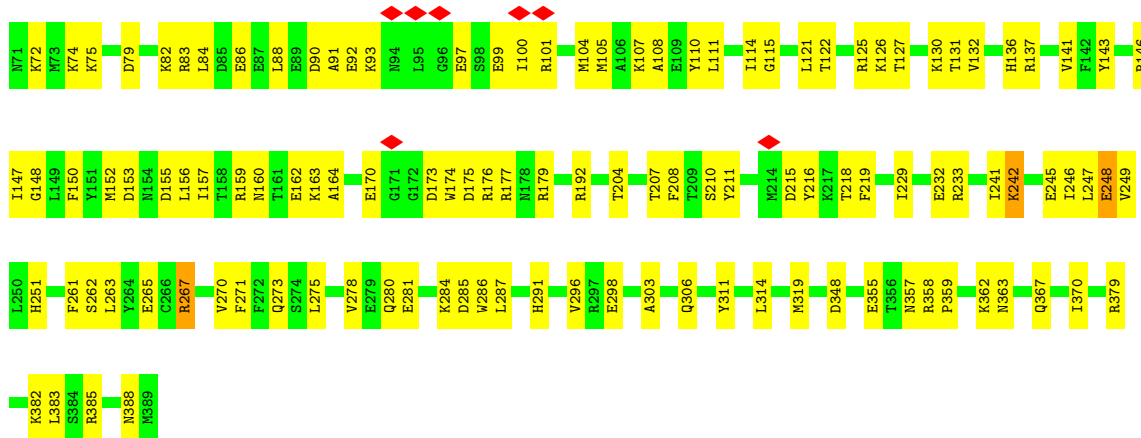 N71 K72 M73 K74 K75 D79 K82 R83 L84 D85 E86 E87 L88 E89 D90 A91 E92 K93 N94 L95 G96 E97 S98 E99 I100 R101 M104 M105 A106 K107 A108 E109 Y110 L111 I114 G115 L121 T122 R125 K126 T127 K130 T131 V132 H136 R137 V141 F142 Y143 R146
I147 G148 L149 F150 Y151 M152 D153 N154 D155 L156 I157 T158 R159 N160 T161 E162 K163 A164 E170 G171 G172 D173 W174 D175 R176 R177 N178 R179 R192 T204 T207 F208 T209 S210 Y211 M214 D215 Y216 K217 T218 F219 I229 E232 R233 I241 K242 E245 I246 L247 E248 V249
L250 H251 F261 S262 L263 Y264 E265 C266 R267 V270 F271 F272 Q273 S274 L275 V278 E279 Q280 E281 K284 D285 W286 L287 H291 V296 R297 E298 A303 Q306 Y311 L314 M319 D348 E355 T356 N357 R358 P359 K362 N363 Q367 I370 R379
K382 L383 S384 R385 N388 M389